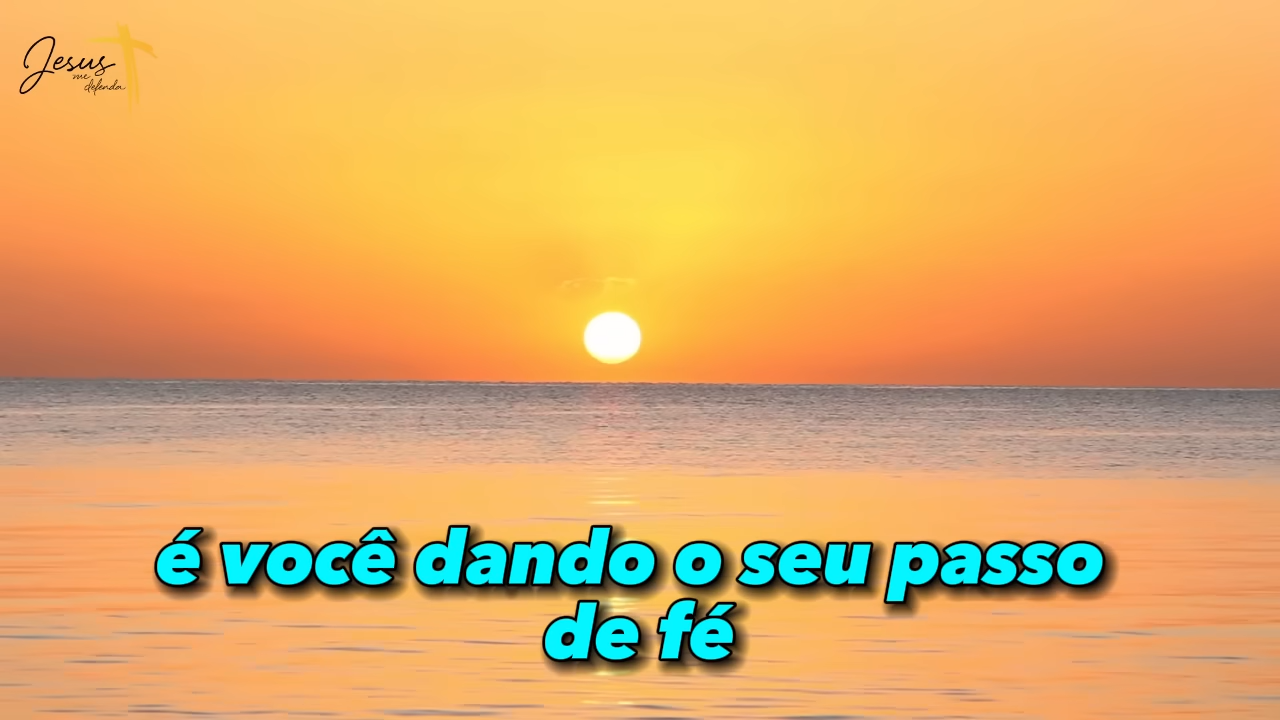 Jesus
me
defenda
é você dando o seu passo
de fé